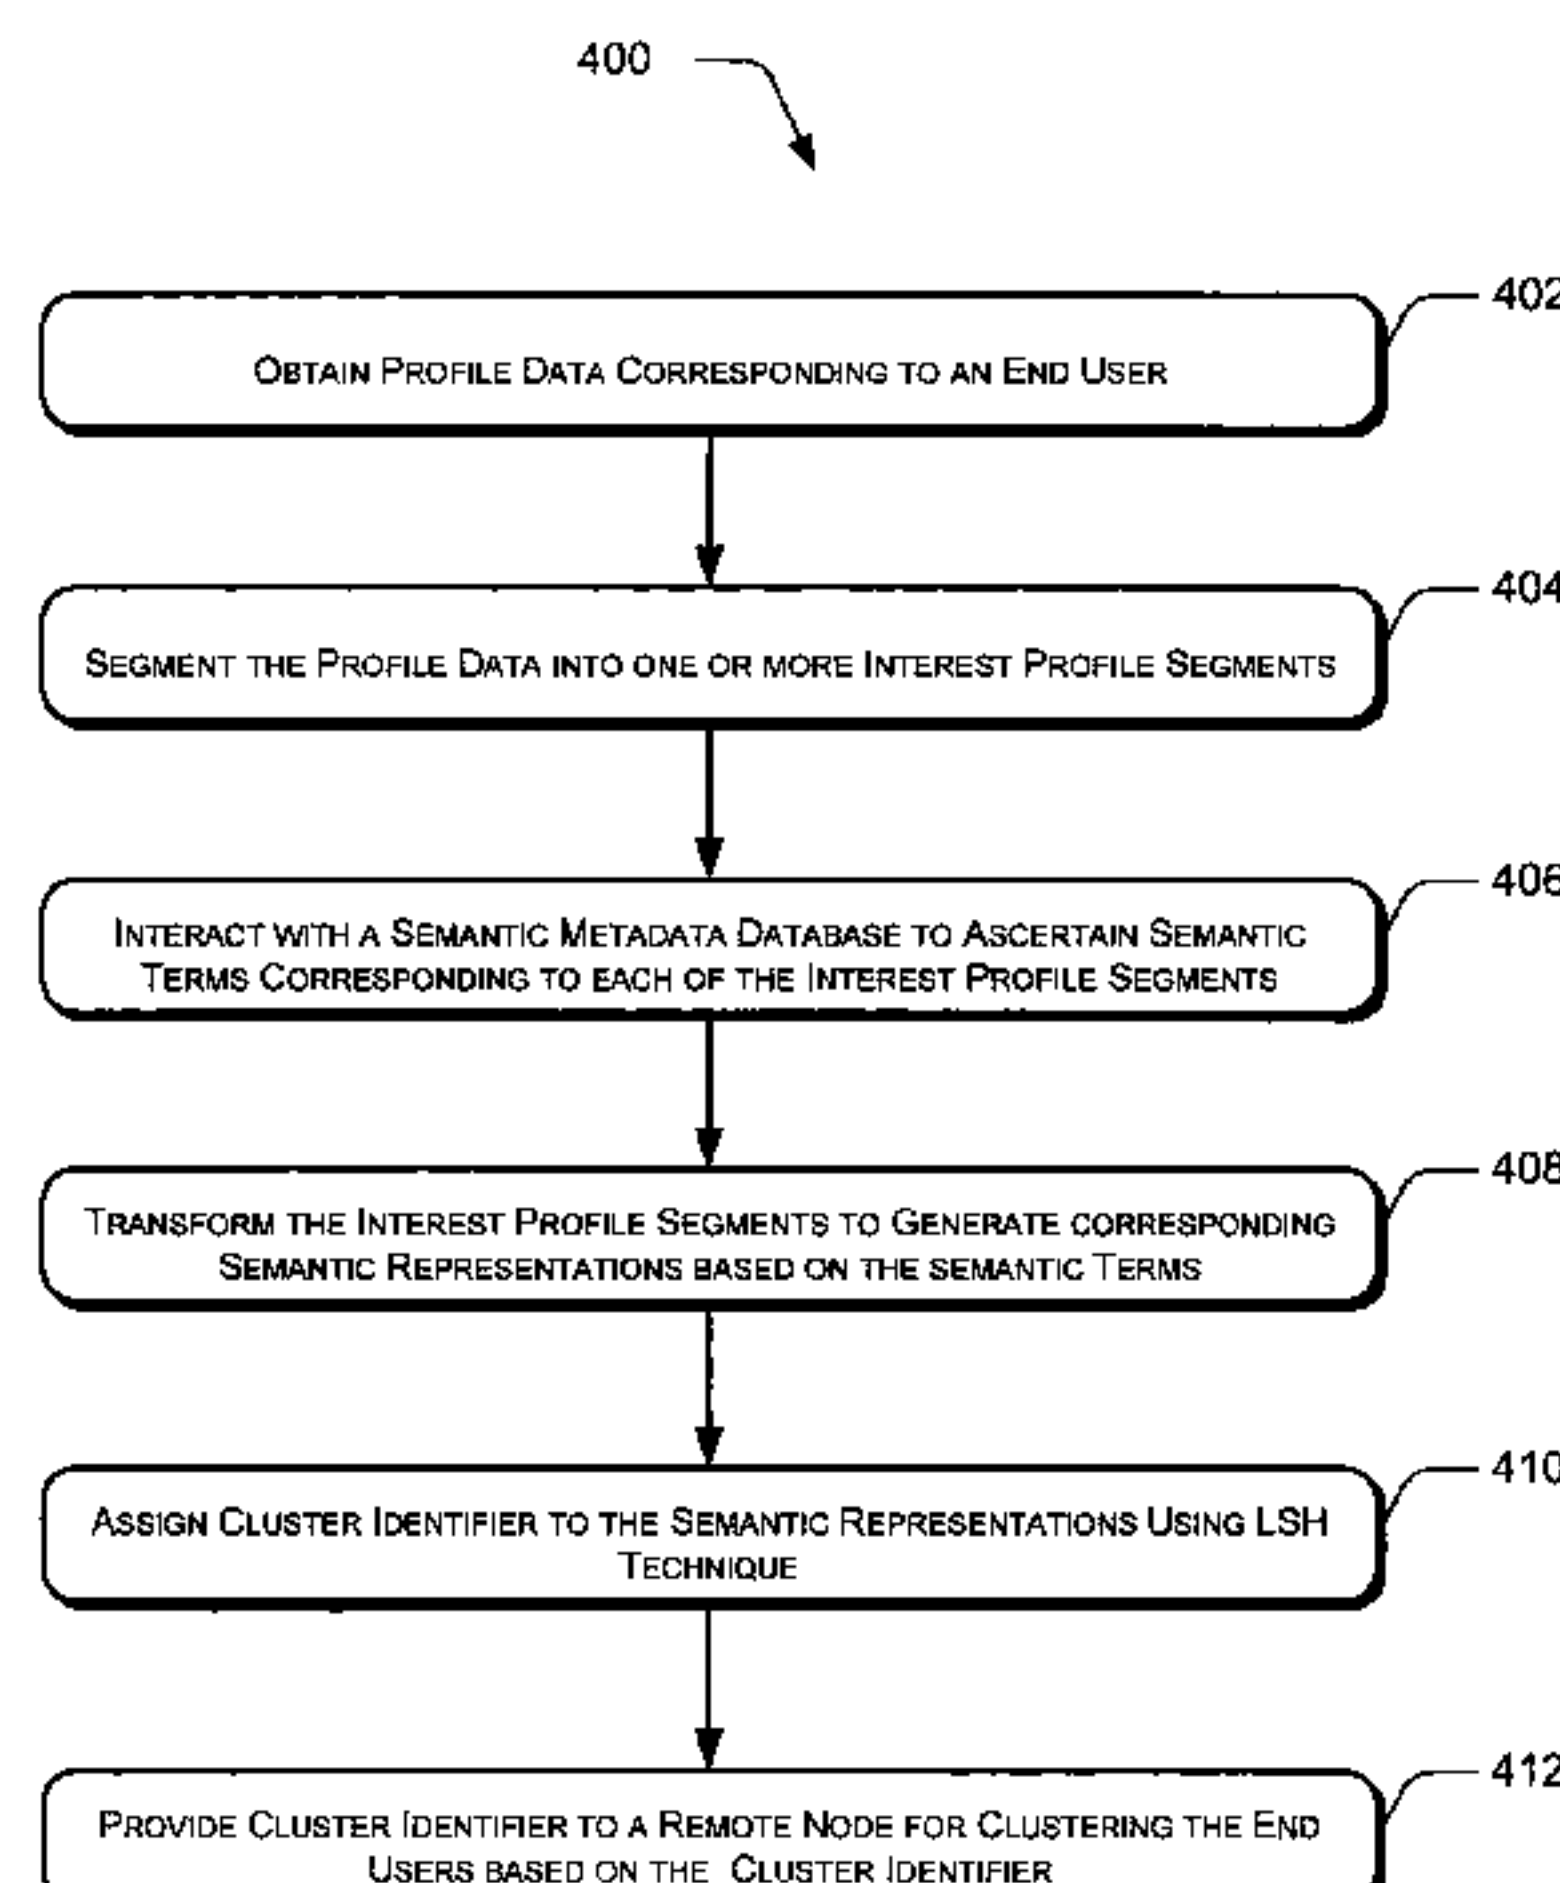 400
402
OBTAIN PROFILE DATA CORRESPONDING TO AN END USER
404
SEGMENT THE PROFILE DATA INTO ONE OR MORE INTEREST PROFILE SEGMENTS
406
INTERACT WITH A SEMANTIC METADATA DATABASE TO ASCERTAIN SEMANTIC
TERMS CORRESPONDING TO EACH OF THE INTEREST PROFILE SEGMENTS
408
TRANSFORM THE INTEREST PROFILE SEGMENTS TO GENERATE CORRESPONDING
SEMANTIC REPRESENTATIONS BASED ON THE SEMANTIC TERMS
410
ASSIGN CLUSTER IDENTIFIER TO THE SEMANTIC REPRESENTATIONS USING LSH
TECHNIQUE
412
PROVIDE CLUSTER IDENTIFIER TO A REMOTE NODE FOR CLUSTERING THE END
USERS BASED ON THE CLUSTER IDENTIFIER